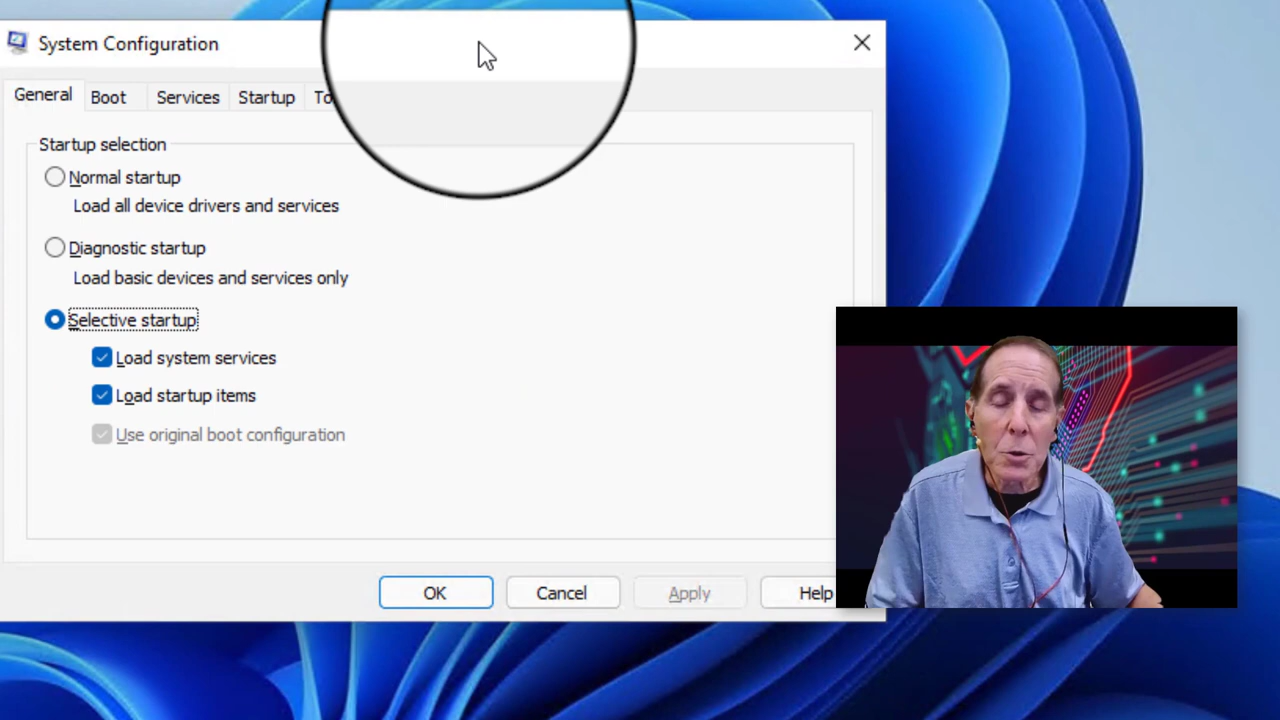 System Configuration
General Boot Services Startup To
Startup selection
Normal startup
Load all device drivers and services
Diagnostic startup
Load basic devices and services only
Selective startup
Load system services
Load startup items
Use original boot configuration
OK Cancel Apply Help